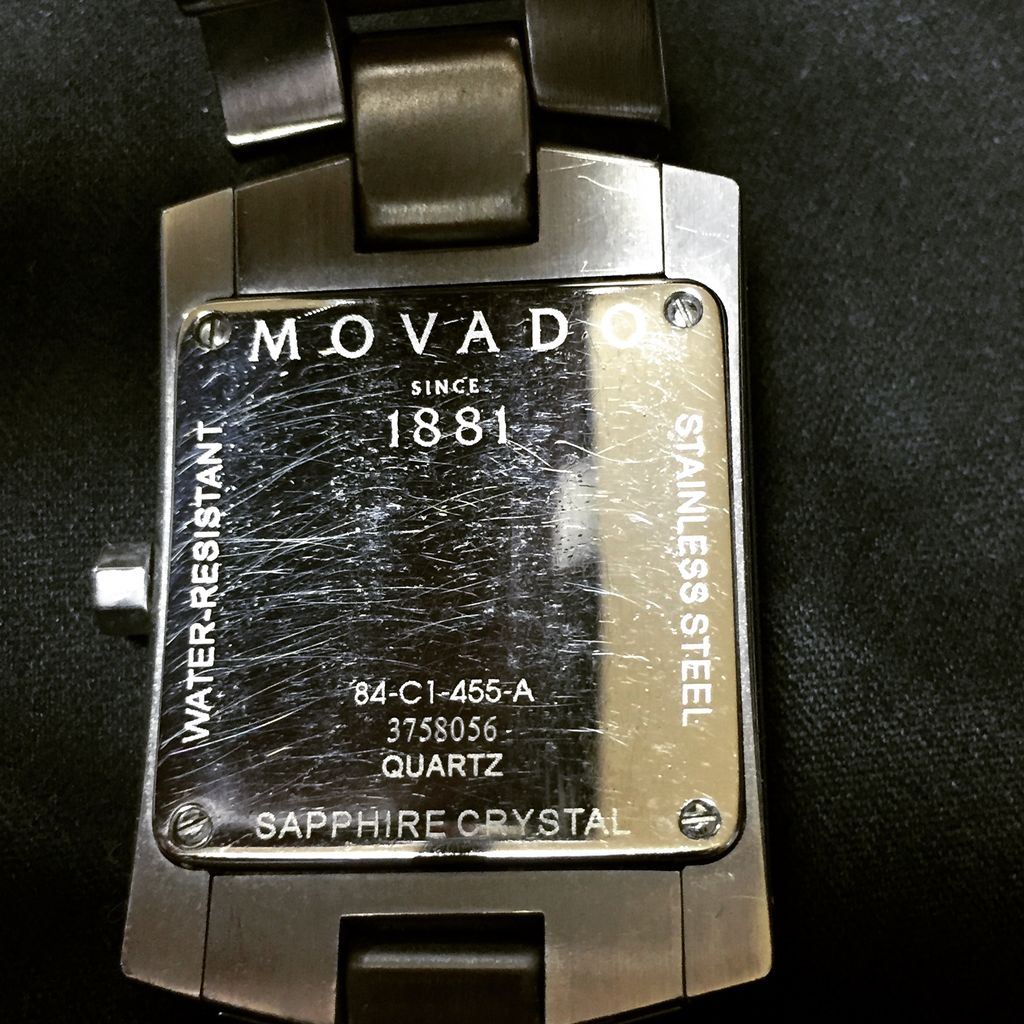 MOVADO
SINCE
1881
WATER-RESISTANT
STAINLESS STEEL
84-C1-455-A
3758056
QUARTZ
SAPPHIRE CRYSTAL